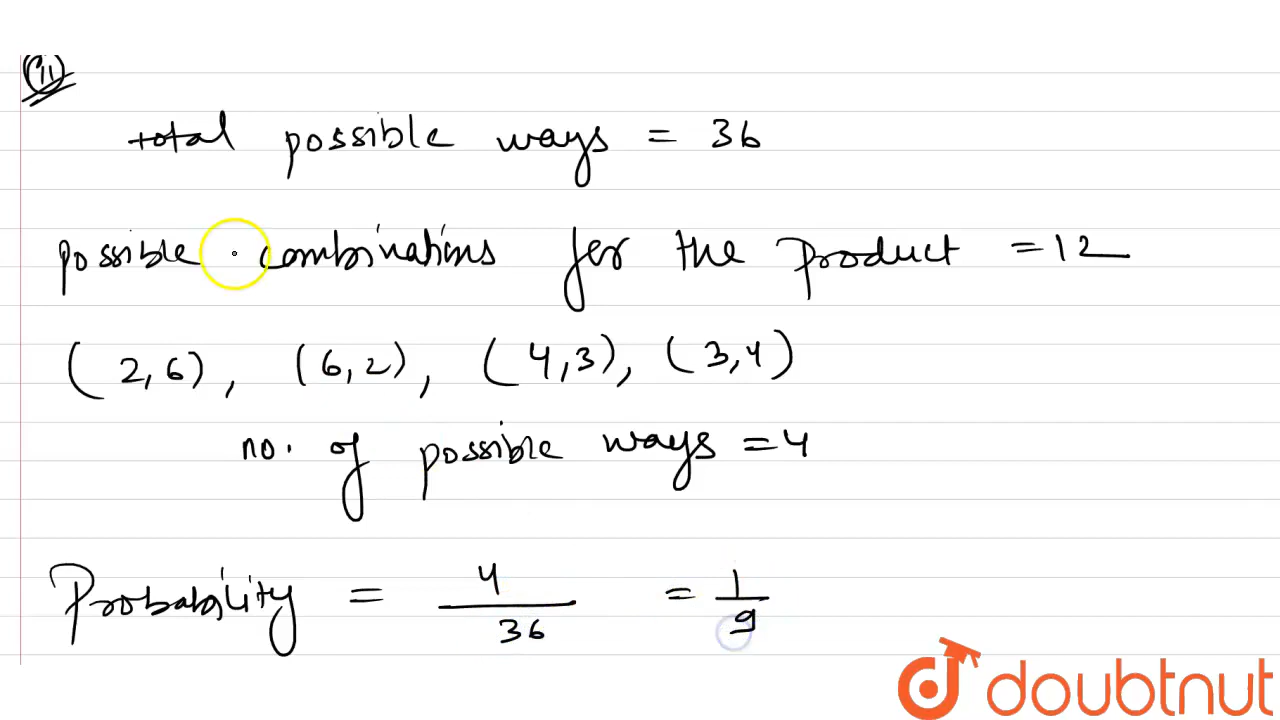 (ii)
total possible ways = 36
possible combinations for the product = 12
(2,6), (6,2), (4,3), (3,4)
no. of possible ways = 4
Probability = 4/36 = 1/9
doubtnut